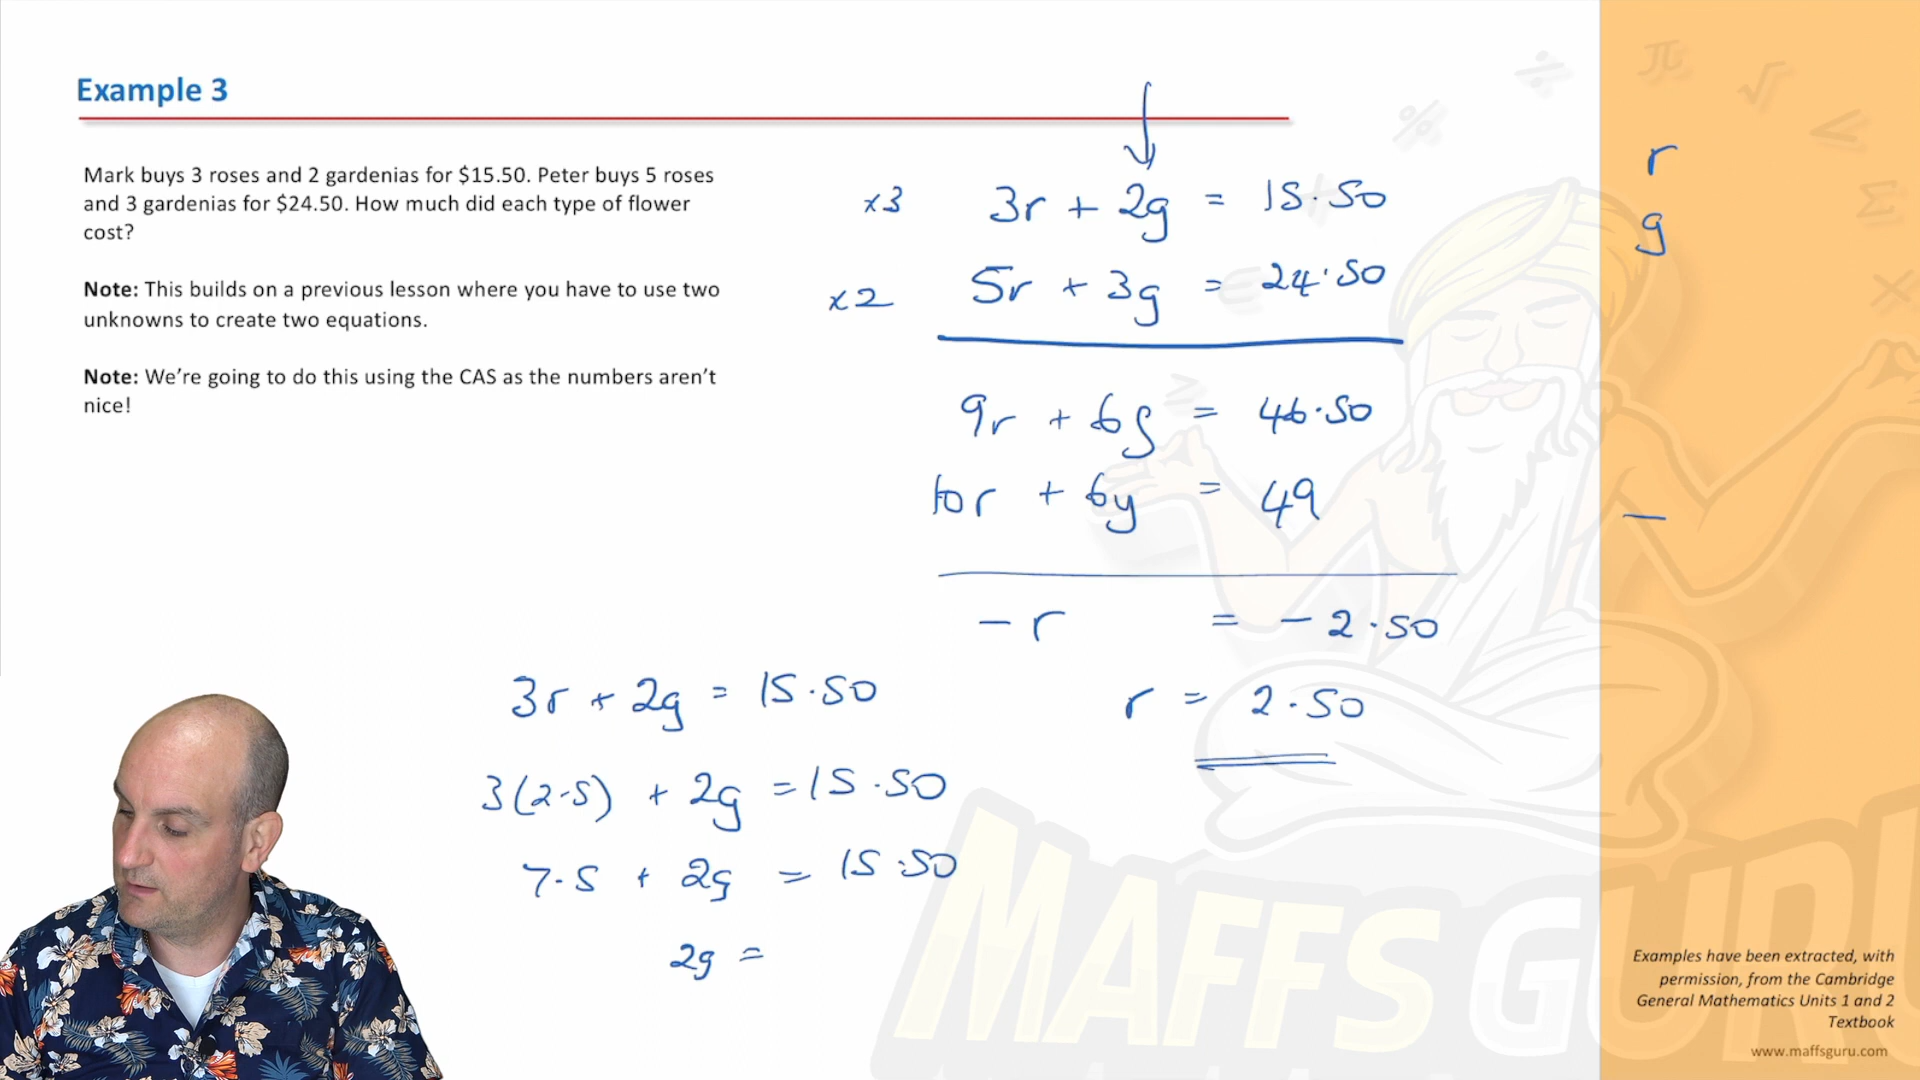 Example 3
Mark buys 3 roses and 2 gardenias for $15.50. Peter buys 5 roses
and 3 gardenias for $24.50. How much did each type of flower
cost?
Note: This builds on a previous lesson where you have to use two
unknowns to create two equations.
Note: We're going to do this using the CAS as the numbers aren't
nice!
x3 3r + 2g = 15.50
x2 5r + 3g = 24.50
9r + 6g = 46.50
10r + 6y = 49
- r = - 2.50
r = 2.50
3r + 2g = 15.50
3(2.5) + 2g = 15.50
7.5 + 2g = 15.50
2g =
r
g
—
MAFFS GURU
Examples have been extracted, with
permission, from the Cambridge
General Mathematics Units 1 and 2
Textbook
www.maffsguru.com